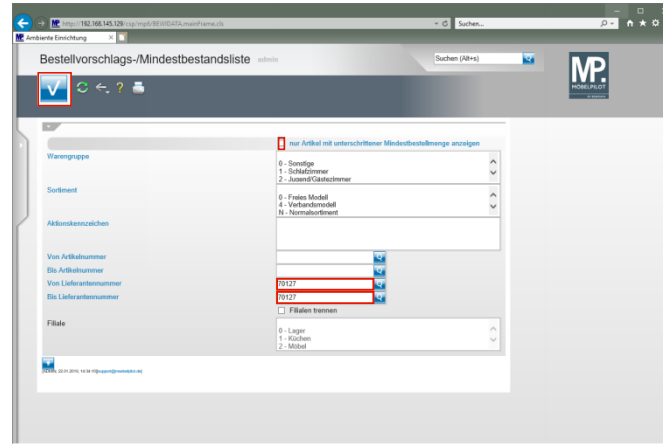 http://192.168.145.129/csp/mp6/BEWIDATA.mainFrame.cls
Suchen...
Ambiente Einrichtung
Bestellvorschlags-/Mindestbestandsliste admin
Suchen (Alt+s)
MP.
MÖBELPILOT
nur Artikel mit unterschrittener Mindestbestellmenge anzeigen
Warengruppe
0 - Sonstige
1 - Schlafzimmer
2 - Jugend/Gästezimmer
Sortiment
0 - Freies Modell
4 - Verbandsmodell
N - Normalsortiment
Aktionskennzeichen
Von Artikelnummer
Bis Artikelnummer
Von Lieferantennummer
70127
Bis Lieferantennummer
70127
Filialen trennen
Filiale
0 - Lager
1 - Küchen
2 - Möbel